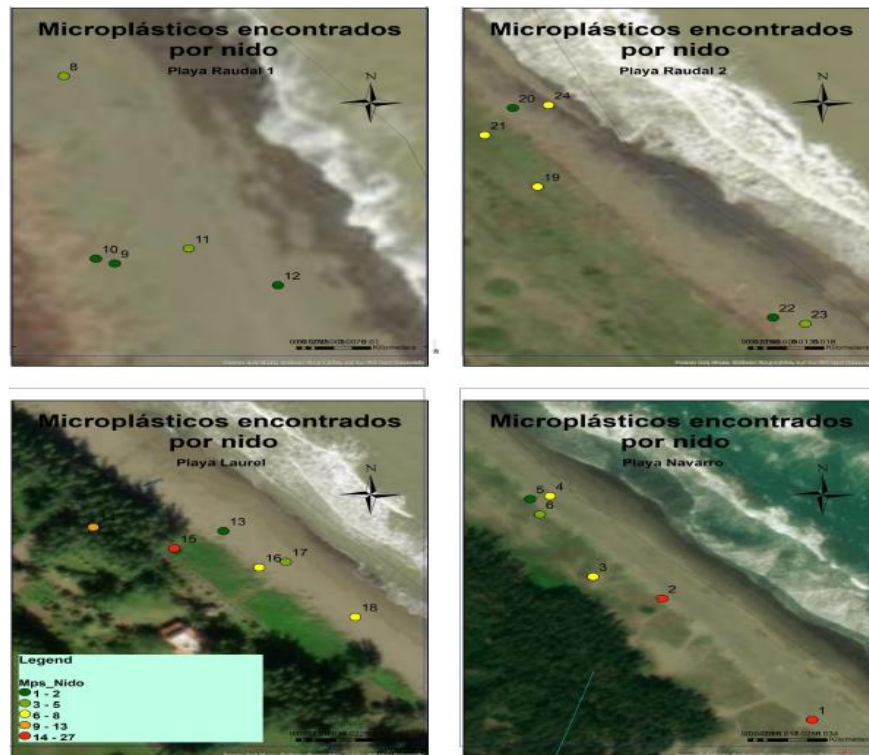 Microplásticos encontrados
por nido
Playa Raudal 1
N
8
11
10
9
12
Kilometers
Microplásticos encontrados
por nido
Playa Raudal 2
N
20
24
21
19
22
23
Kilometers
Microplásticos encontrados
por nido
Playa Laurel
N
13
15
17
16
18
Legend
Mps_Nido
1 - 2
3 - 5
6 - 8
9 - 13
14 - 27
Microplásticos encontrados
por nido
Playa Navarro
N
5
4
6
3
2
1